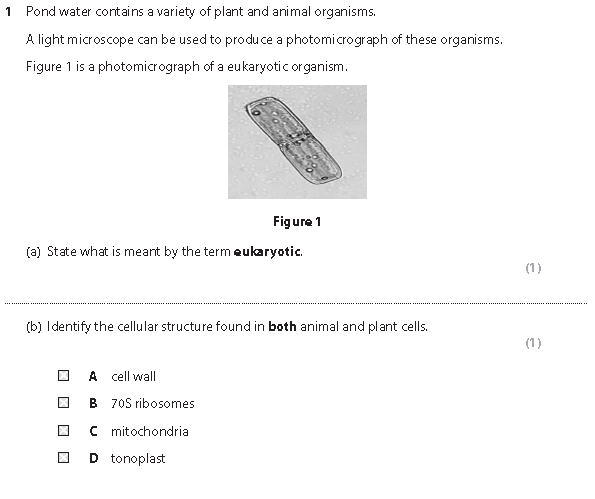 1 Pond water contains a variety of plant and animal organisms.
A light microscope can be used to produce a photomicrograph of these organisms.
Figure 1 is a photomicrograph of a eukaryotic organism.
Figure 1
(a) State what is meant by the term eukaryotic.
(1)
(b) Identify the cellular structure found in both animal and plant cells.
(1)
A cell wall
B 70S ribosomes
C mitochondria
D tonoplast